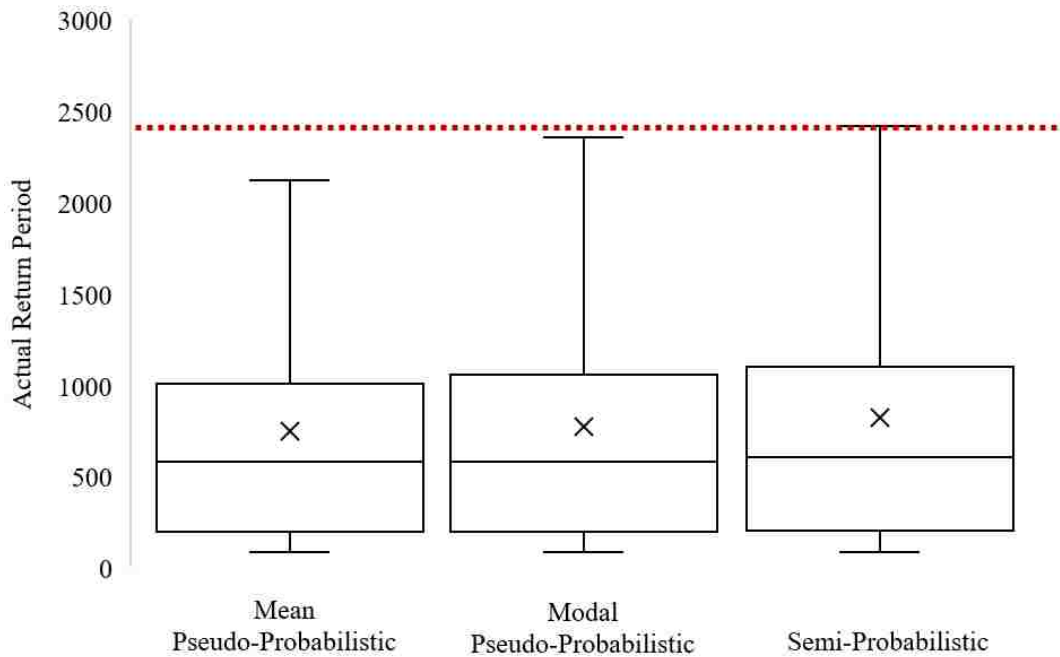 3000
2500
2000
1500
1000
500
0
Actual Return Period
Mean
Pseudo-Probabilistic
Modal
Pseudo-Probabilistic
Semi-Probabilistic